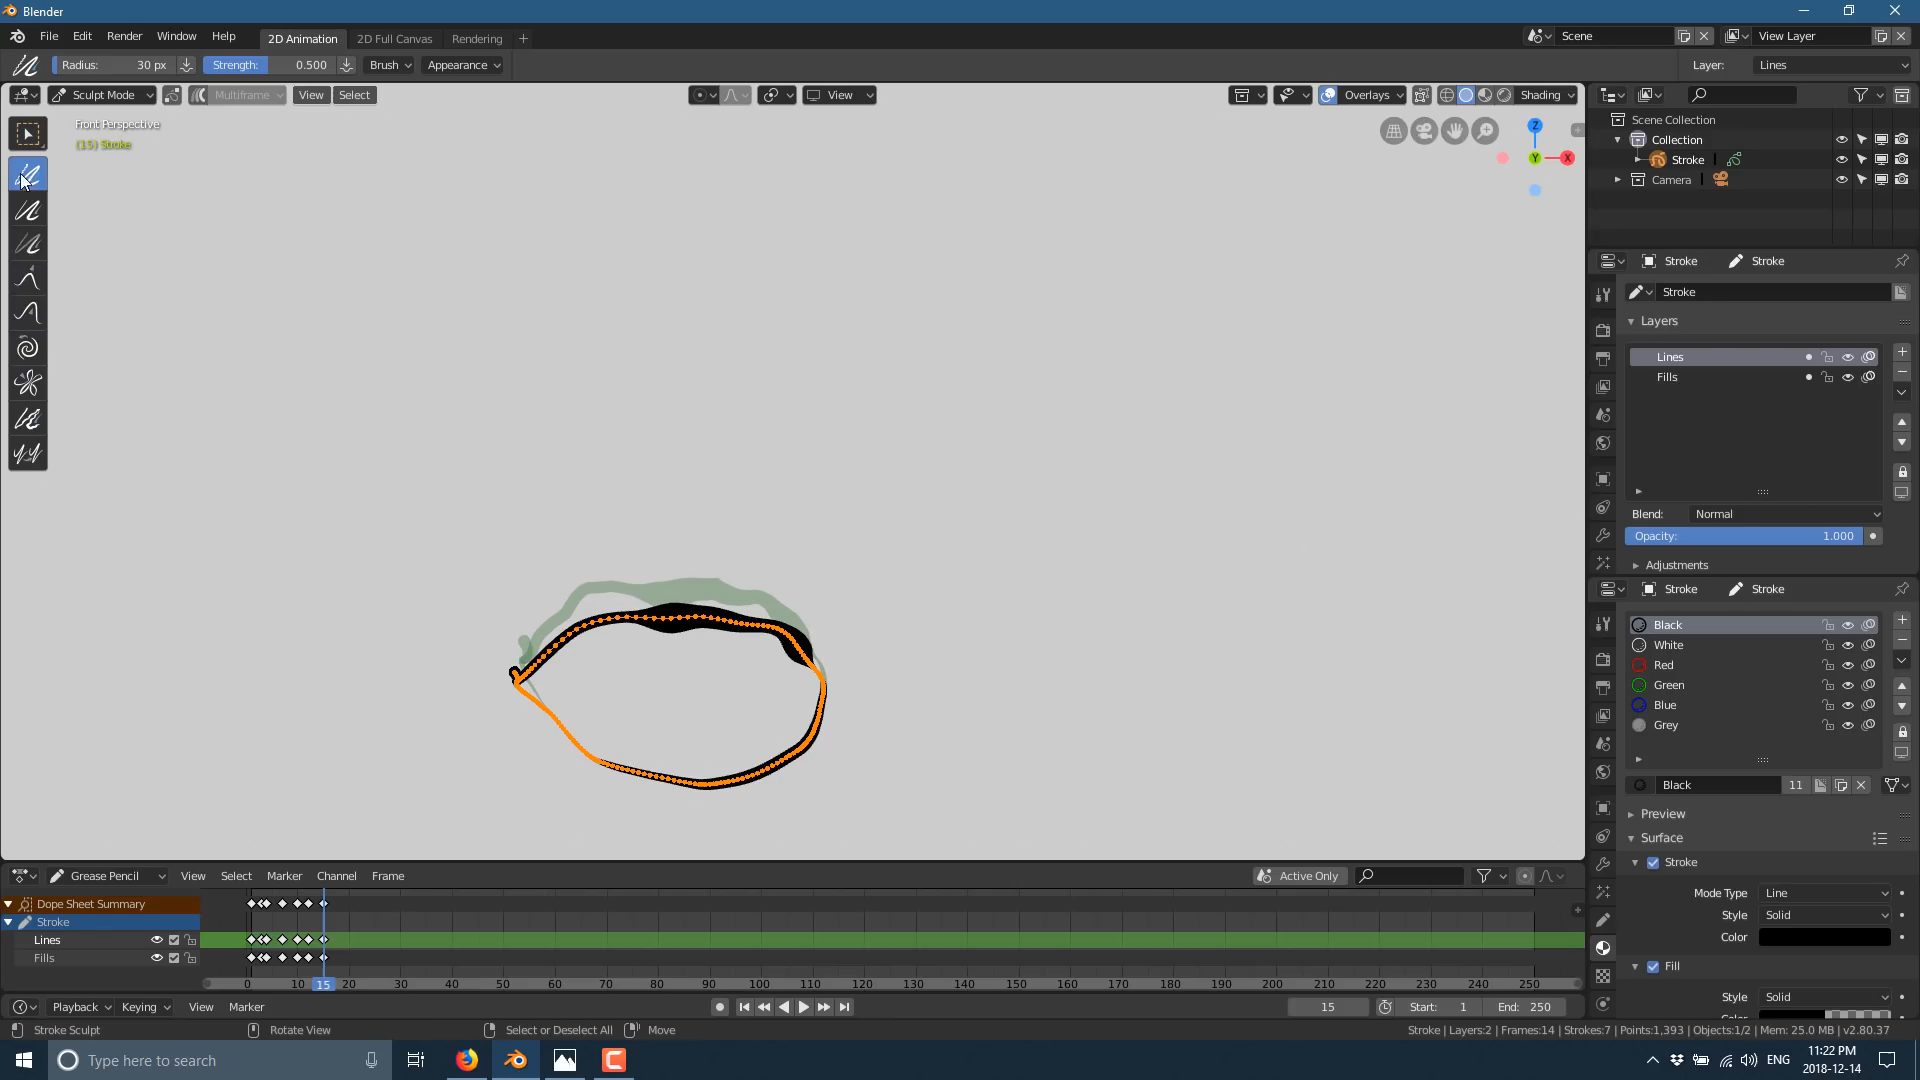 Blender
File Edit Render Window Help 2D Animation 2D Full Canvas Rendering Scene View Layer
Radius: 30 px Strength: 0.500 Brush Appearance Layer: Lines
Sculpt Mode Multiframe View Select View Overlays Shading
Front Perspective
(15) Stroke
Z
Y
X
Scene Collection
Collection
Stroke
Camera
Stroke Stroke
Stroke
Layers
Lines
Fills
Blend: Normal
Opacity: 1.000
Adjustments
Stroke Stroke
Black
White
Red
Green
Blue
Grey
Black 11
Preview
Surface
Stroke
Mode Type Line
Style Solid
Color
Fill
Style Solid
Grease Pencil View Select Marker Channel Frame Active Only
Dope Sheet Summary
Stroke
Lines
Fills
0 10 15 20 30 40 50 60 70 80 90 100 110 120 130 140 150 160 170 180 190 200 210 220 230 240 250
Playback Keying View Marker 15 Start: 1 End: 250
Stroke Sculpt Rotate View Select or Deselect All Move Stroke | Layers:2 | Frames:14 | Strokes:7 | Points:1,393 | Objects:1/2 | Mem: 25.0 MB | v2.80.37
Type here to search ENG 11:22 PM
2018-12-14